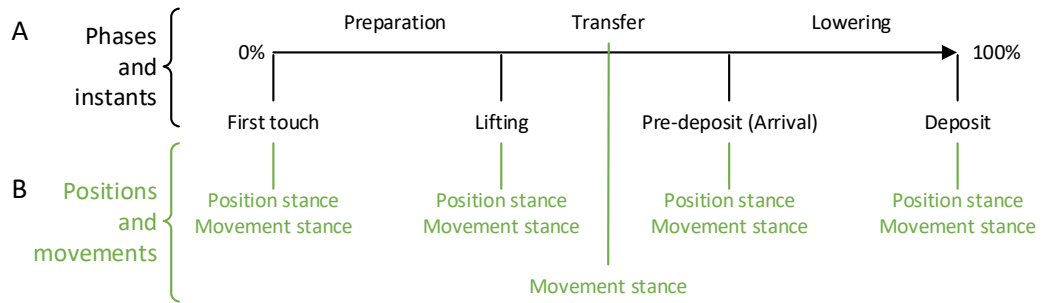 A
Phases
and
instants
Preparation
Transfer
Lowering
0%
100%
First touch
Lifting
Pre-deposit (Arrival)
Deposit
B
Positions
and
movements
Position stance
Movement stance
Position stance
Movement stance
Position stance
Movement stance
Position stance
Movement stance
Movement stance